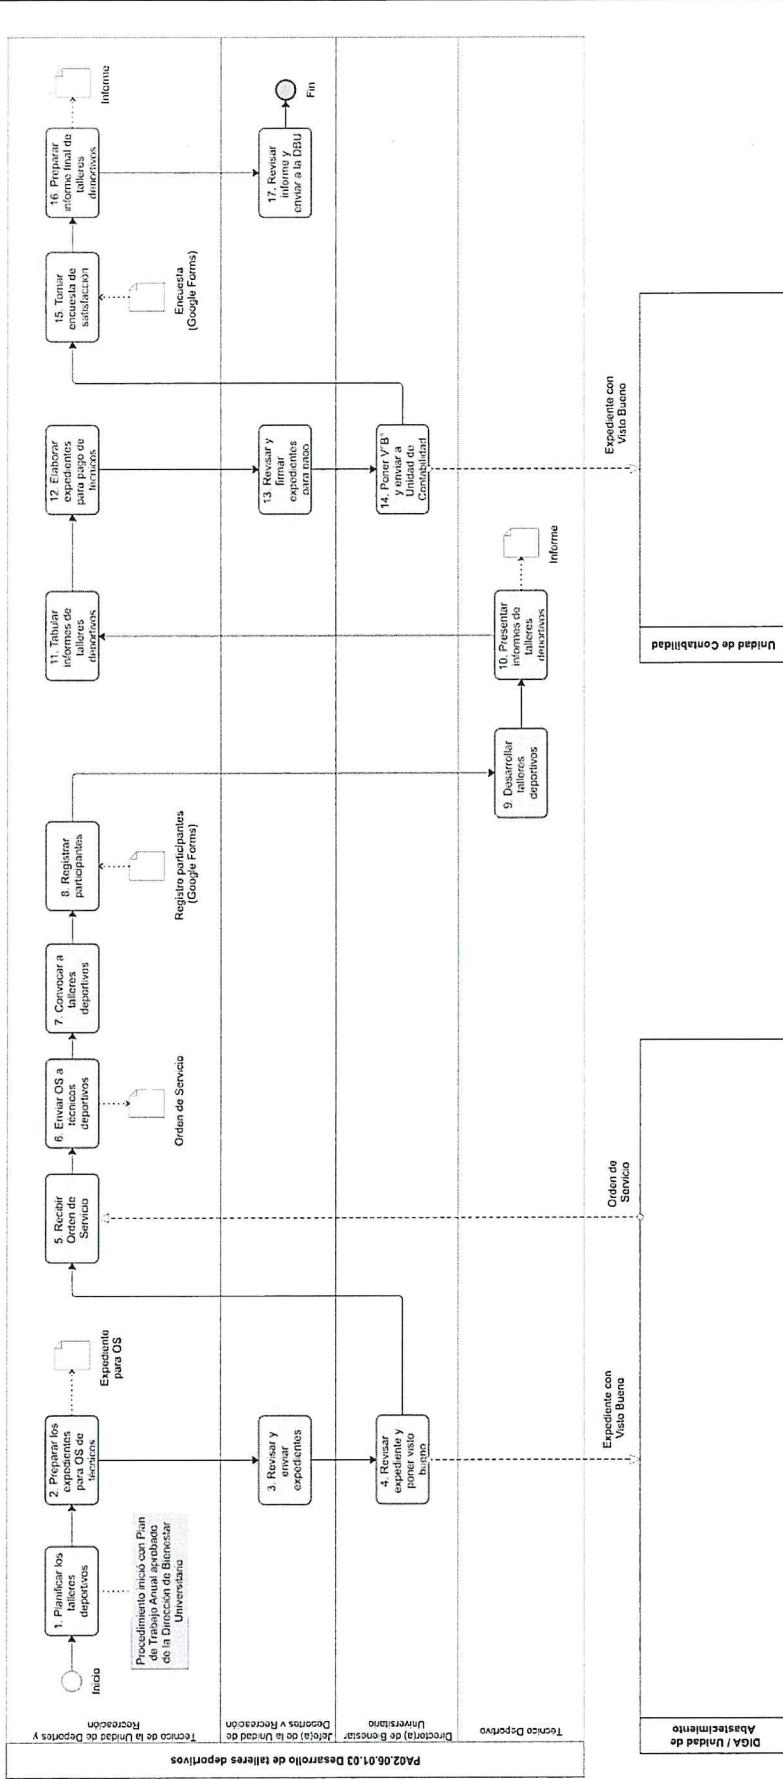 PA02.06.01.03 Desarrollo de talleres deportivos
Técnico de la Unidad de Deportes y
Recreación
Jefe(a) de la Unidad de
Deportes y Recreación
Director(a) de Bienestar
Universitario
Técnico Deportivo
Inicio
1. Planificar los
talleres
deportivos
Procedimiento inició con Plan
de Trabajo Anual aprobado
de la Dirección de Bienestar
Universitario
2. Preparar los
expedientes
para OS de
técnicos
Expediente
para OS
3. Revisar y
enviar
expedientes
4. Revisar
expediente y
poner visto
bueno
Expediente con
Visto Bueno
DIGA / Unidad de
Abastecimiento
Orden de
Servicio
5. Recibir
Orden de
Servicio
6. Enviar OS a
técnicos
deportivos
Orden de Servicio
7. Convocar a
talleres
deportivos
8. Registrar
participantes
Registro participantes
(Google Forms)
9. Desarrollar
talleres
deportivos
10. Presentar
informes de
talleres
deportivos
Informe
11. Tabular
informes de
talleres
deportivos
12. Elaborar
expedientes
para pago de
técnicos
13. Revisar y
firmar
expedientes
para pago
14. Poner V°B°
y enviar a
Unidad de
Contabilidad
Expediente con
Visto Bueno
Unidad de Contabilidad
15. Tomar
encuesta de
satisfacción
Encuesta
(Google Forms)
16. Preparar
informe final de
talleres
deportivos
Informe
17. Revisar
informe y
enviar a la DBU
Fin